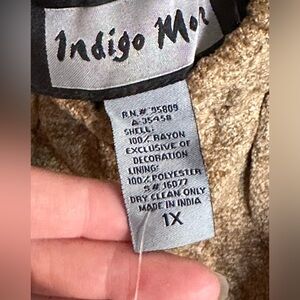 Indigo
R.N.# 95809
A 35458
SHELL:
100% RAYON
EXCLUSIVE OF
DECORATION
LINING:
100% POLYESTER
S# 16077
DRY CLEAN ONLY
MADE IN INDIA
1X